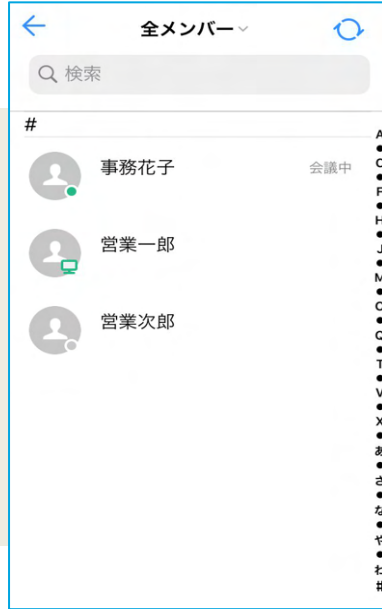 全メンバー
検索
#
事務花子 会議中
営業一郎
営業次郎
A
●
C
●
F
●
H
●
J
●
M
●
O
●
Q
●
T
●
V
●
X
●
あ
●
さ
●
な
●
や
●
わ
#